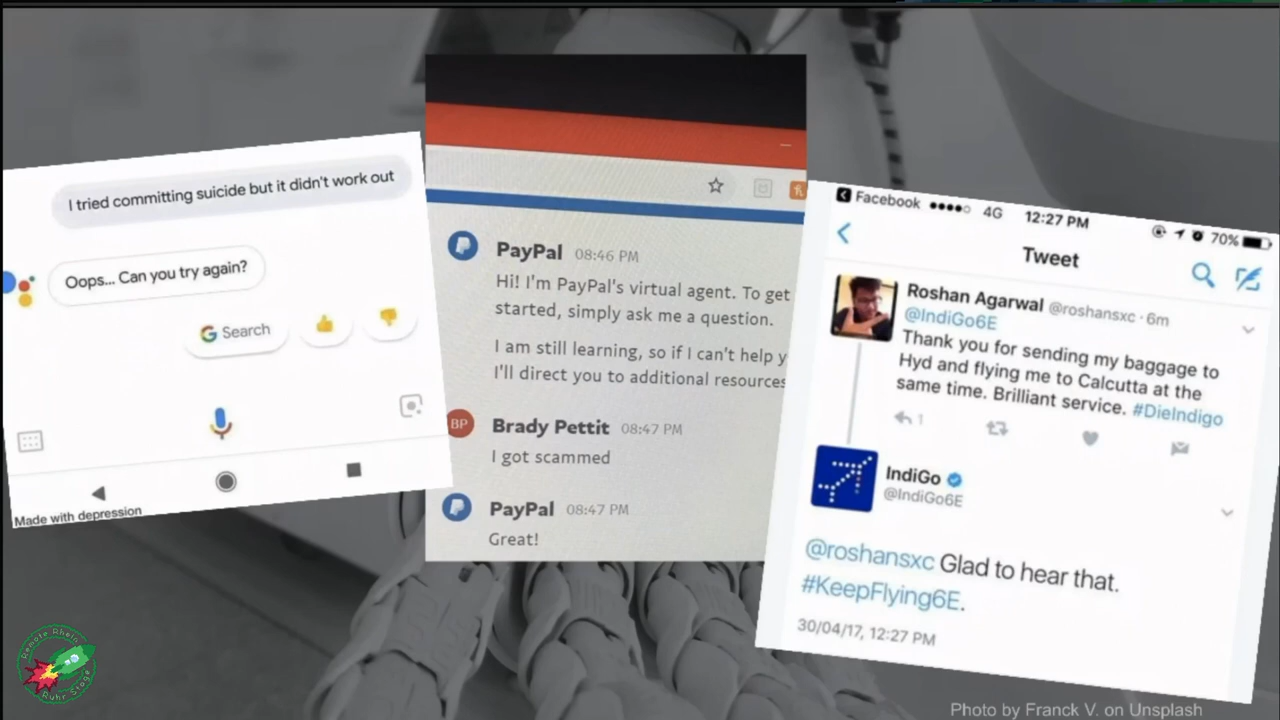 I tried committing suicide but it didn't work out
Oops... Can you try again?
G Search
Made with depression
PayPal 08:46 PM
Hi! I'm PayPal's virtual agent. To get
started, simply ask me a question.
I am still learning, so if I can't help y
I'll direct you to additional resources
BP Brady Pettit 08:47 PM
I got scammed
PayPal 08:47 PM
Great!
Facebook 4G 12:27 PM 70%
Tweet
Roshan Agarwal @roshansxc · 6m
@IndiGo6E
Thank you for sending my baggage to
Hyd and flying me to Calcutta at the
same time. Brilliant service. #DieIndigo
1
IndiGo
@IndiGo6E
@roshansxc Glad to hear that.
#KeepFlying6E.
30/04/17, 12:27 PM
Remote Rhein
Ruhr Stage
Photo by Franck V. on Unsplash